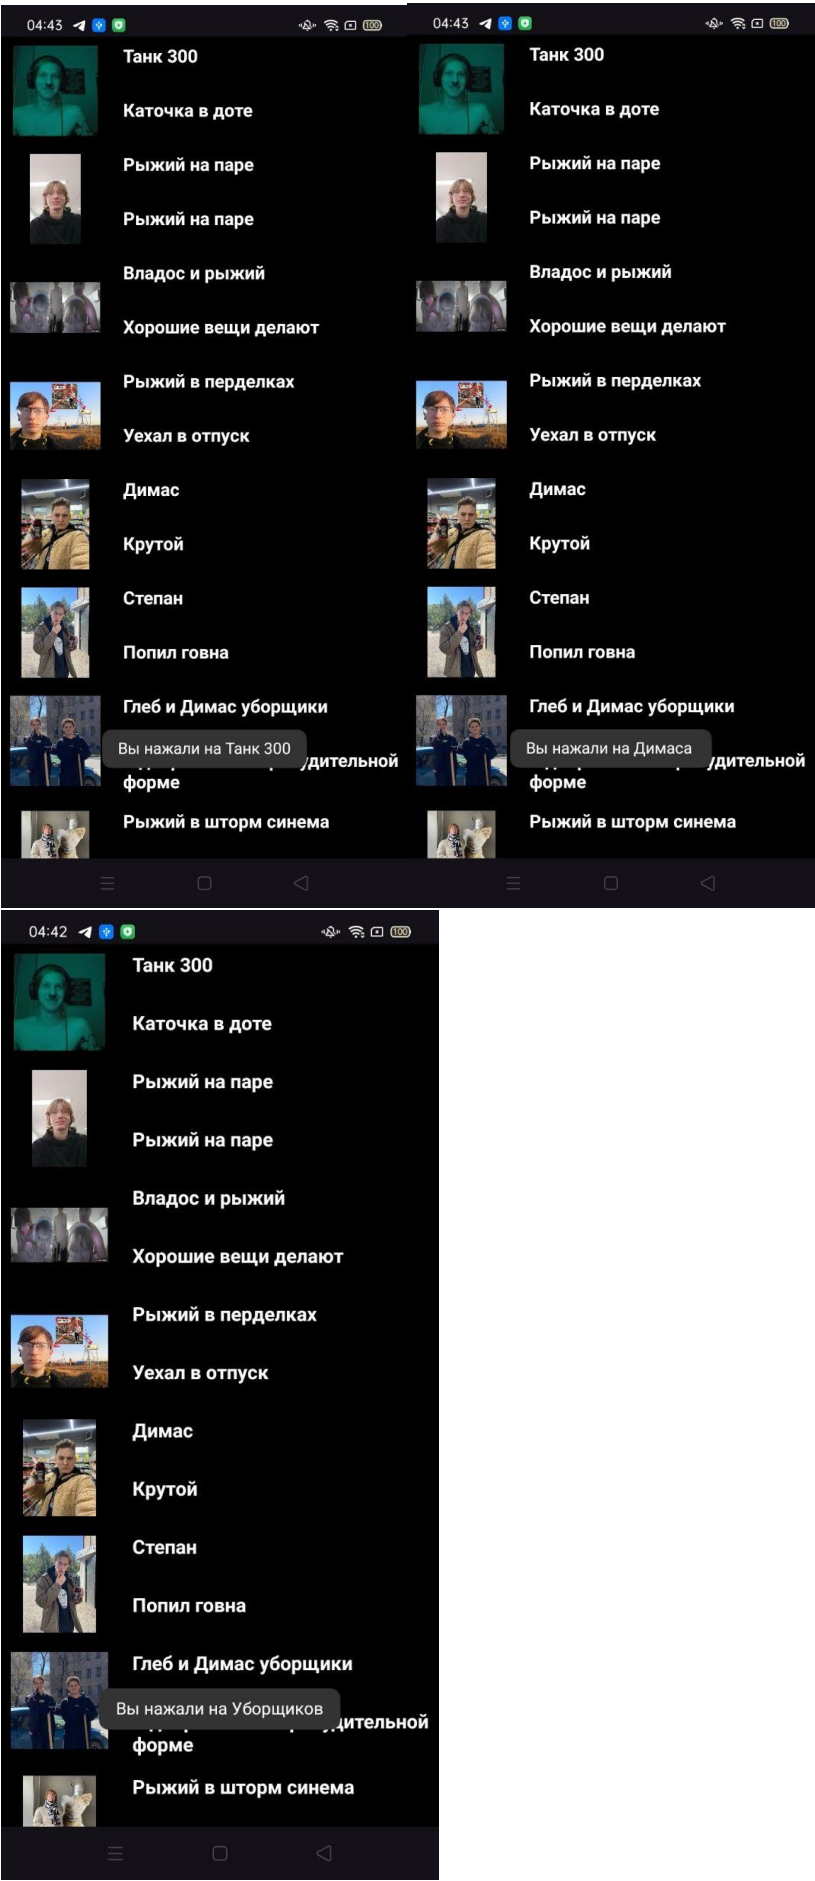 04:43
100
Танк 300
Каточка в доте
Рыжий на паре
Рыжий на паре
Владос и рыжий
Хорошие вещи делают
Рыжий в перделках
Уехал в отпуск
Димас
Крутой
Степан
Попил говна
Глеб и Димас уборщики
Вы нажали на Танк 300
форме
Рыжий в шторм синема
04:43
100
Танк 300
Каточка в доте
Рыжий на паре
Рыжий на паре
Владос и рыжий
Хорошие вещи делают
Рыжий в перделках
Уехал в отпуск
Димас
Крутой
Степан
Попил говна
Глеб и Димас уборщики
Вы нажали на Димаса
форме
Рыжий в шторм синема
04:42
100
Танк 300
Каточка в доте
Рыжий на паре
Рыжий на паре
Владос и рыжий
Хорошие вещи делают
Рыжий в перделках
Уехал в отпуск
Димас
Крутой
Степан
Попил говна
Глеб и Димас уборщики
Вы нажали на Уборщиков
форме
Рыжий в шторм синема